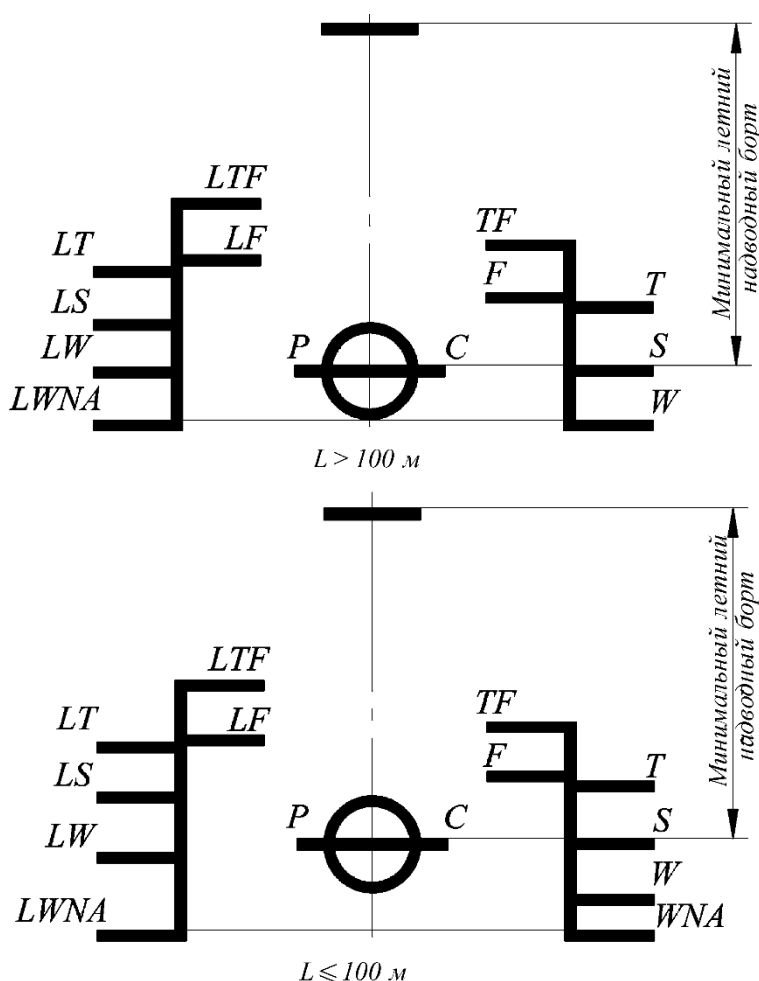 LTF
LF
LT
LS
LW
LWNA
P
C
TF
F
T
S
W
Минимальный летний
надводный борт
L > 100 м
LTF
LF
LT
LS
LW
LWNA
P
C
TF
F
T
S
W
WNA
Минимальный летний
надводный борт
L ⩽ 100 м